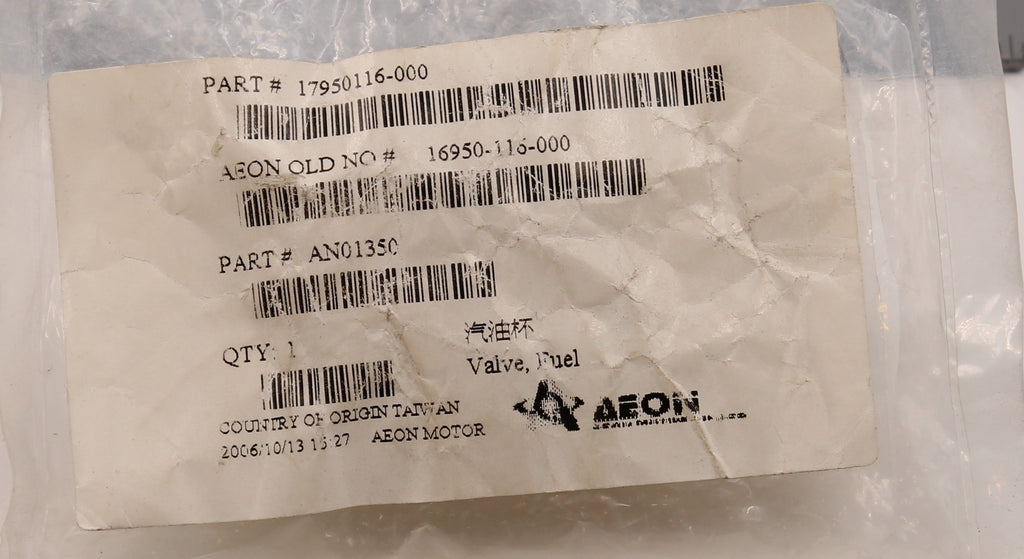 PART # 17950116-000
AEON OLD NO # 16950-116-000
PART # AN01350
QTY: 1
汽油杯
Valve, Fuel
AEON
COUNTRY OF ORIGIN TAIWAN
2006/10/13 15:27 AEON MOTOR